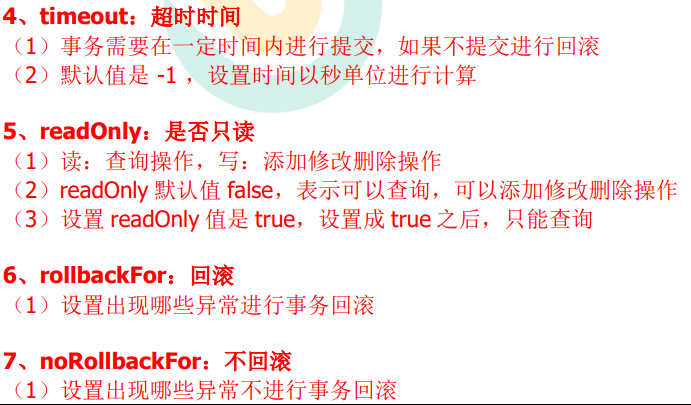 4、timeout：超时时间
（1）事务需要在一定时间内进行提交，如果不提交进行回滚
（2）默认值是 -1 ，设置时间以秒单位进行计算
5、readOnly：是否只读
（1）读：查询操作，写：添加修改删除操作
（2）readOnly 默认值 false，表示可以查询，可以添加修改删除操作
（3）设置 readOnly 值是 true，设置成 true 之后，只能查询
6、rollbackFor：回滚
（1）设置出现哪些异常进行事务回滚
7、noRollbackFor：不回滚
（1）设置出现哪些异常不进行事务回滚